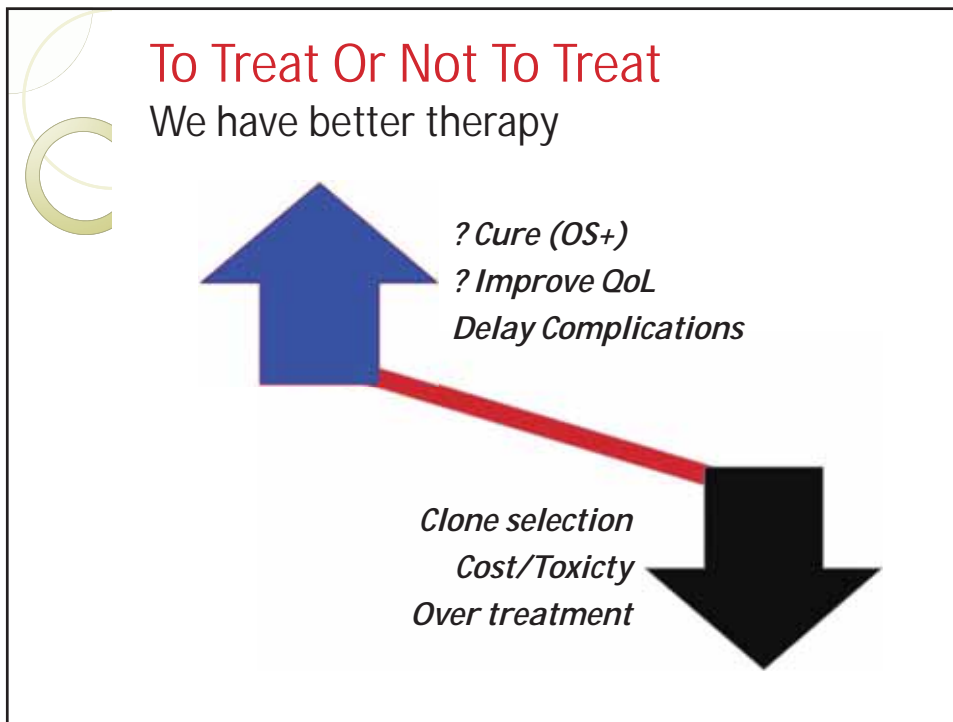 To Treat Or Not To Treat
We have better therapy
? Cure (OS+)
? Improve QoL
Delay Complications
Clone selection
Cost/Toxicty
Over treatment